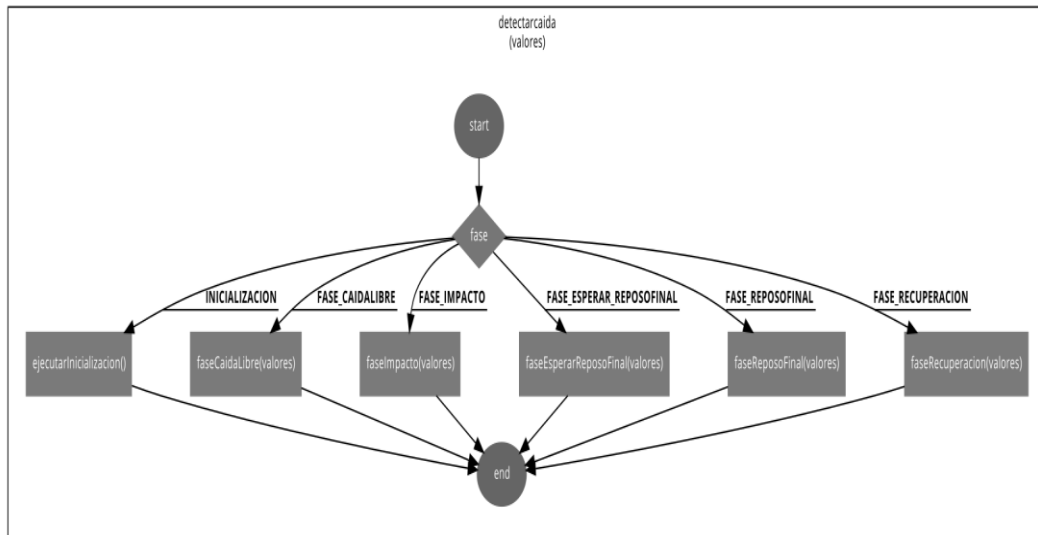 detectarcaida
(valores)
start
fase
INICIALIZACION
FASE_CAIDALIBRE
FASE_IMPACTO
FASE_ESPERAR_REPOSOFINAL
FASE_REPOSOFINAL
FASE_RECUPERACION
ejecutarInicializacion()
faseCaidaLibre(valores)
faseImpacto(valores)
faseEsperarReposoFinal(valores)
faseReposoFinal(valores)
faseRecuperacion(valores)
end